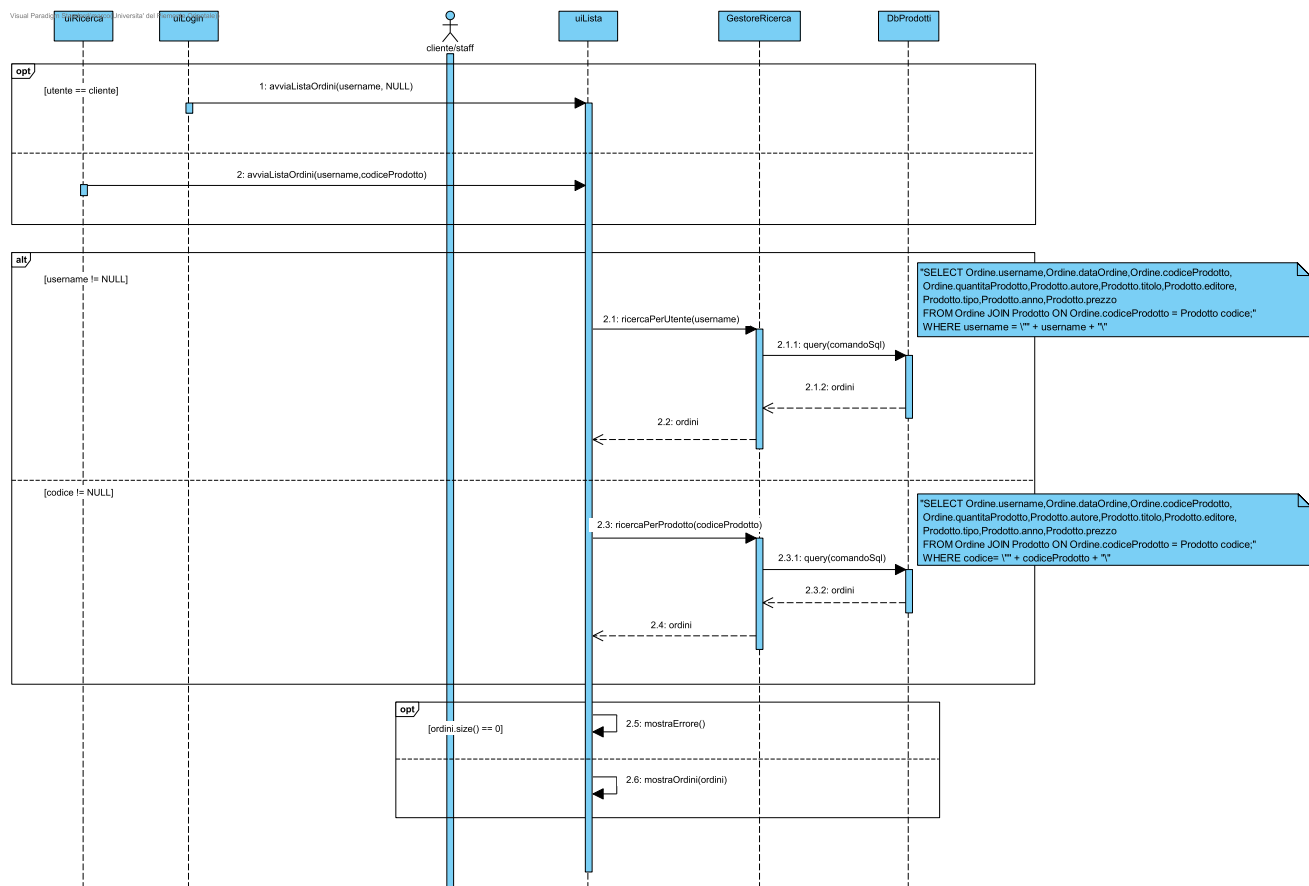 Visual Paradigm
uiRicerca
uiLogin
cliente/staff
uiLista
GestoreRicerca
DbProdotti
opt
[utente == cliente]
1: avviaListaOrdini(username, NULL)
2: avviaListaOrdini(username,codiceProdotto)
alt
[username != NULL]
"SELECT Ordine.username,Ordine.dataOrdine,Ordine.codiceProdotto,
Ordine.quantitaProdotto,Prodotto.autore,Prodotto.titolo,Prodotto.editore,
Prodotto.tipo,Prodotto.anno,Prodotto.prezzo
FROM Ordine JOIN Prodotto ON Ordine.codiceProdotto = Prodotto codice;"
WHERE username = \"" + username + "\"
2.1: ricercaPerUtente(username)
2.1.1: query(comandoSql)
2.1.2: ordini
2.2: ordini
[codice != NULL]
"SELECT Ordine.username,Ordine.dataOrdine,Ordine.codiceProdotto,
Ordine.quantitaProdotto,Prodotto.autore,Prodotto.titolo,Prodotto.editore,
Prodotto.tipo,Prodotto.anno,Prodotto.prezzo
FROM Ordine JOIN Prodotto ON Ordine.codiceProdotto = Prodotto codice;"
WHERE codice= \"" + codiceProdotto + "\"
2.3: ricercaPerProdotto(codiceProdotto)
2.3.1: query(comandoSql)
2.3.2: ordini
2.4: ordini
opt
[ordini.size() == 0]
2.5: mostraErrore()
2.6: mostraOrdini(ordini)